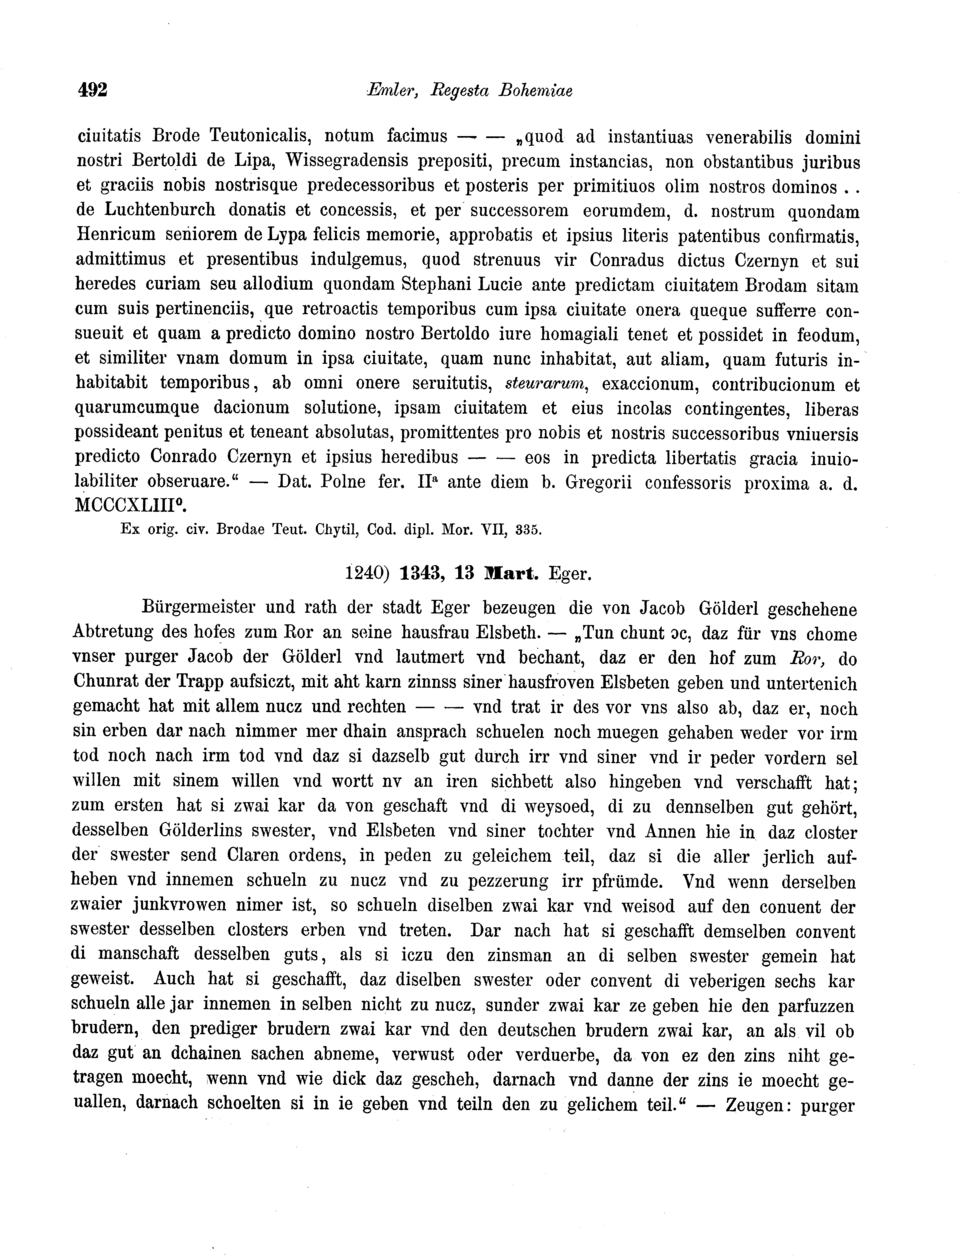 492 Emler, Regesta Bohemiae
ciuitatis Brode Teutonicalis, notum facimus — — „quod ad instantiuas venerabilis domini
nostri Bertoldi de Lipa, Wissegradensis prepositi, precum instancias, non obstantibus juribus
et graciis nobis nostrisque predecessoribus et posteris per primitiuos olim nostros dominos . .
de Luchtenburch donatis et concessis, et per successorem eorumdem, d. nostrum quondam
Henricum seniorem de Lypa felicis memorie, approbatis et ipsius literis patentibus confirmatis,
admittimus et presentibus indulgemus, quod strenuus vir Conradus dictus Czernyn et sui
heredes curiam seu allodium quondam Stephani Lucie ante predictam ciuitatem Brodam sitam
cum suis pertinenciis, que retroactis temporibus cum ipsa ciuitate onera queque sufferre con-
sueuit et quam a predicto domino nostro Bertoldo iure homagiali tenet et possidet in feodum,
et similiter vnam domum in ipsa ciuitate, quam nunc inhabitat, aut aliam, quam futuris in-
habitabit temporibus, ab omni onere seruitutis, steurarum, exaccionum, contribucionum et
quarumcumque dacionum solutione, ipsam ciuitatem et eius incolas contingentes, liberas
possideant penitus et teneant absolutas, promittentes pro nobis et nostris successoribus vniuersis
predicto Conrado Czernyn et ipsius heredibus — — eos in predicta libertatis gracia inuio-
labiliter obseruare.“ — Dat. Polne fer. IIª ante diem b. Gregorii confessoris proxima a. d.
MCCCXLIIIº.
Ex orig. civ. Brodae Teut. Chytil, Cod. dipl. Mor. VII, 335.
1240) 1343, 13 Mart. Eger.
Bürgermeister und rath der stadt Eger bezeugen die von Jacob Gölderl geschehene
Abtretung des hofes zum Ror an seine hausfrau Elsbeth. — „Tun chunt ɔc, daz für vns chome
vnser purger Jacob der Gölderl vnd lautmert vnd bechant, daz er den hof zum Ror, do
Chunrat der Trapp aufsiczt, mit aht karn zinnss siner hausfroven Elsbeten geben und untertenich
gemacht hat mit allem nucz und rechten — — vnd trat ir des vor vns also ab, daz er, noch
sin erben dar nach nimmer mer dhain ansprach schuelen noch muegen gehaben weder vor irm
tod noch nach irm tod vnd daz si dazselb gut durch irr vnd siner vnd ir peder vordern sel
willen mit sinem willen vnd wortt nv an iren sichbett also hingeben vnd verschafft hat;
zum ersten hat si zwai kar da von geschaft vnd di weysoed, di zu dennselben gut gehört,
desselben Gölderlins swester, vnd Elsbeten vnd siner tochter vnd Annen hie in daz closter
der swester send Claren ordens, in peden zu geleichem teil, daz si die aller jerlich auf-
heben vnd innemen schueln zu nucz vnd zu pezzerung irr pfrümde. Vnd wenn derselben
zwaier junkvrowen nimer ist, so schueln diselben zwai kar vnd weisod auf den conuent der
swester desselben closters erben vnd treten. Dar nach hat si geschafft demselben convent
di manschaft desselben guts, als si iczu den zinsman an di selben swester gemein hat
geweist. Auch hat si geschafft, daz diselben swester oder convent di veberigen sechs kar
schueln alle jar innemen in selben nicht zu nucz, sunder zwai kar ze geben hie den parfuzzen
brudern, den prediger brudern zwai kar vnd den deutschen brudern zwai kar, an als vil ob
daz gut an dchainen sachen abneme, verwust oder verduerbe, da von ez den zins niht ge-
tragen moecht, wenn vnd wie dick daz gescheh, darnach vnd danne der zins ie moecht ge-
uallen, darnach schoelten si in ie geben vnd teiln den zu gelichem teil.“ — Zeugen: purger